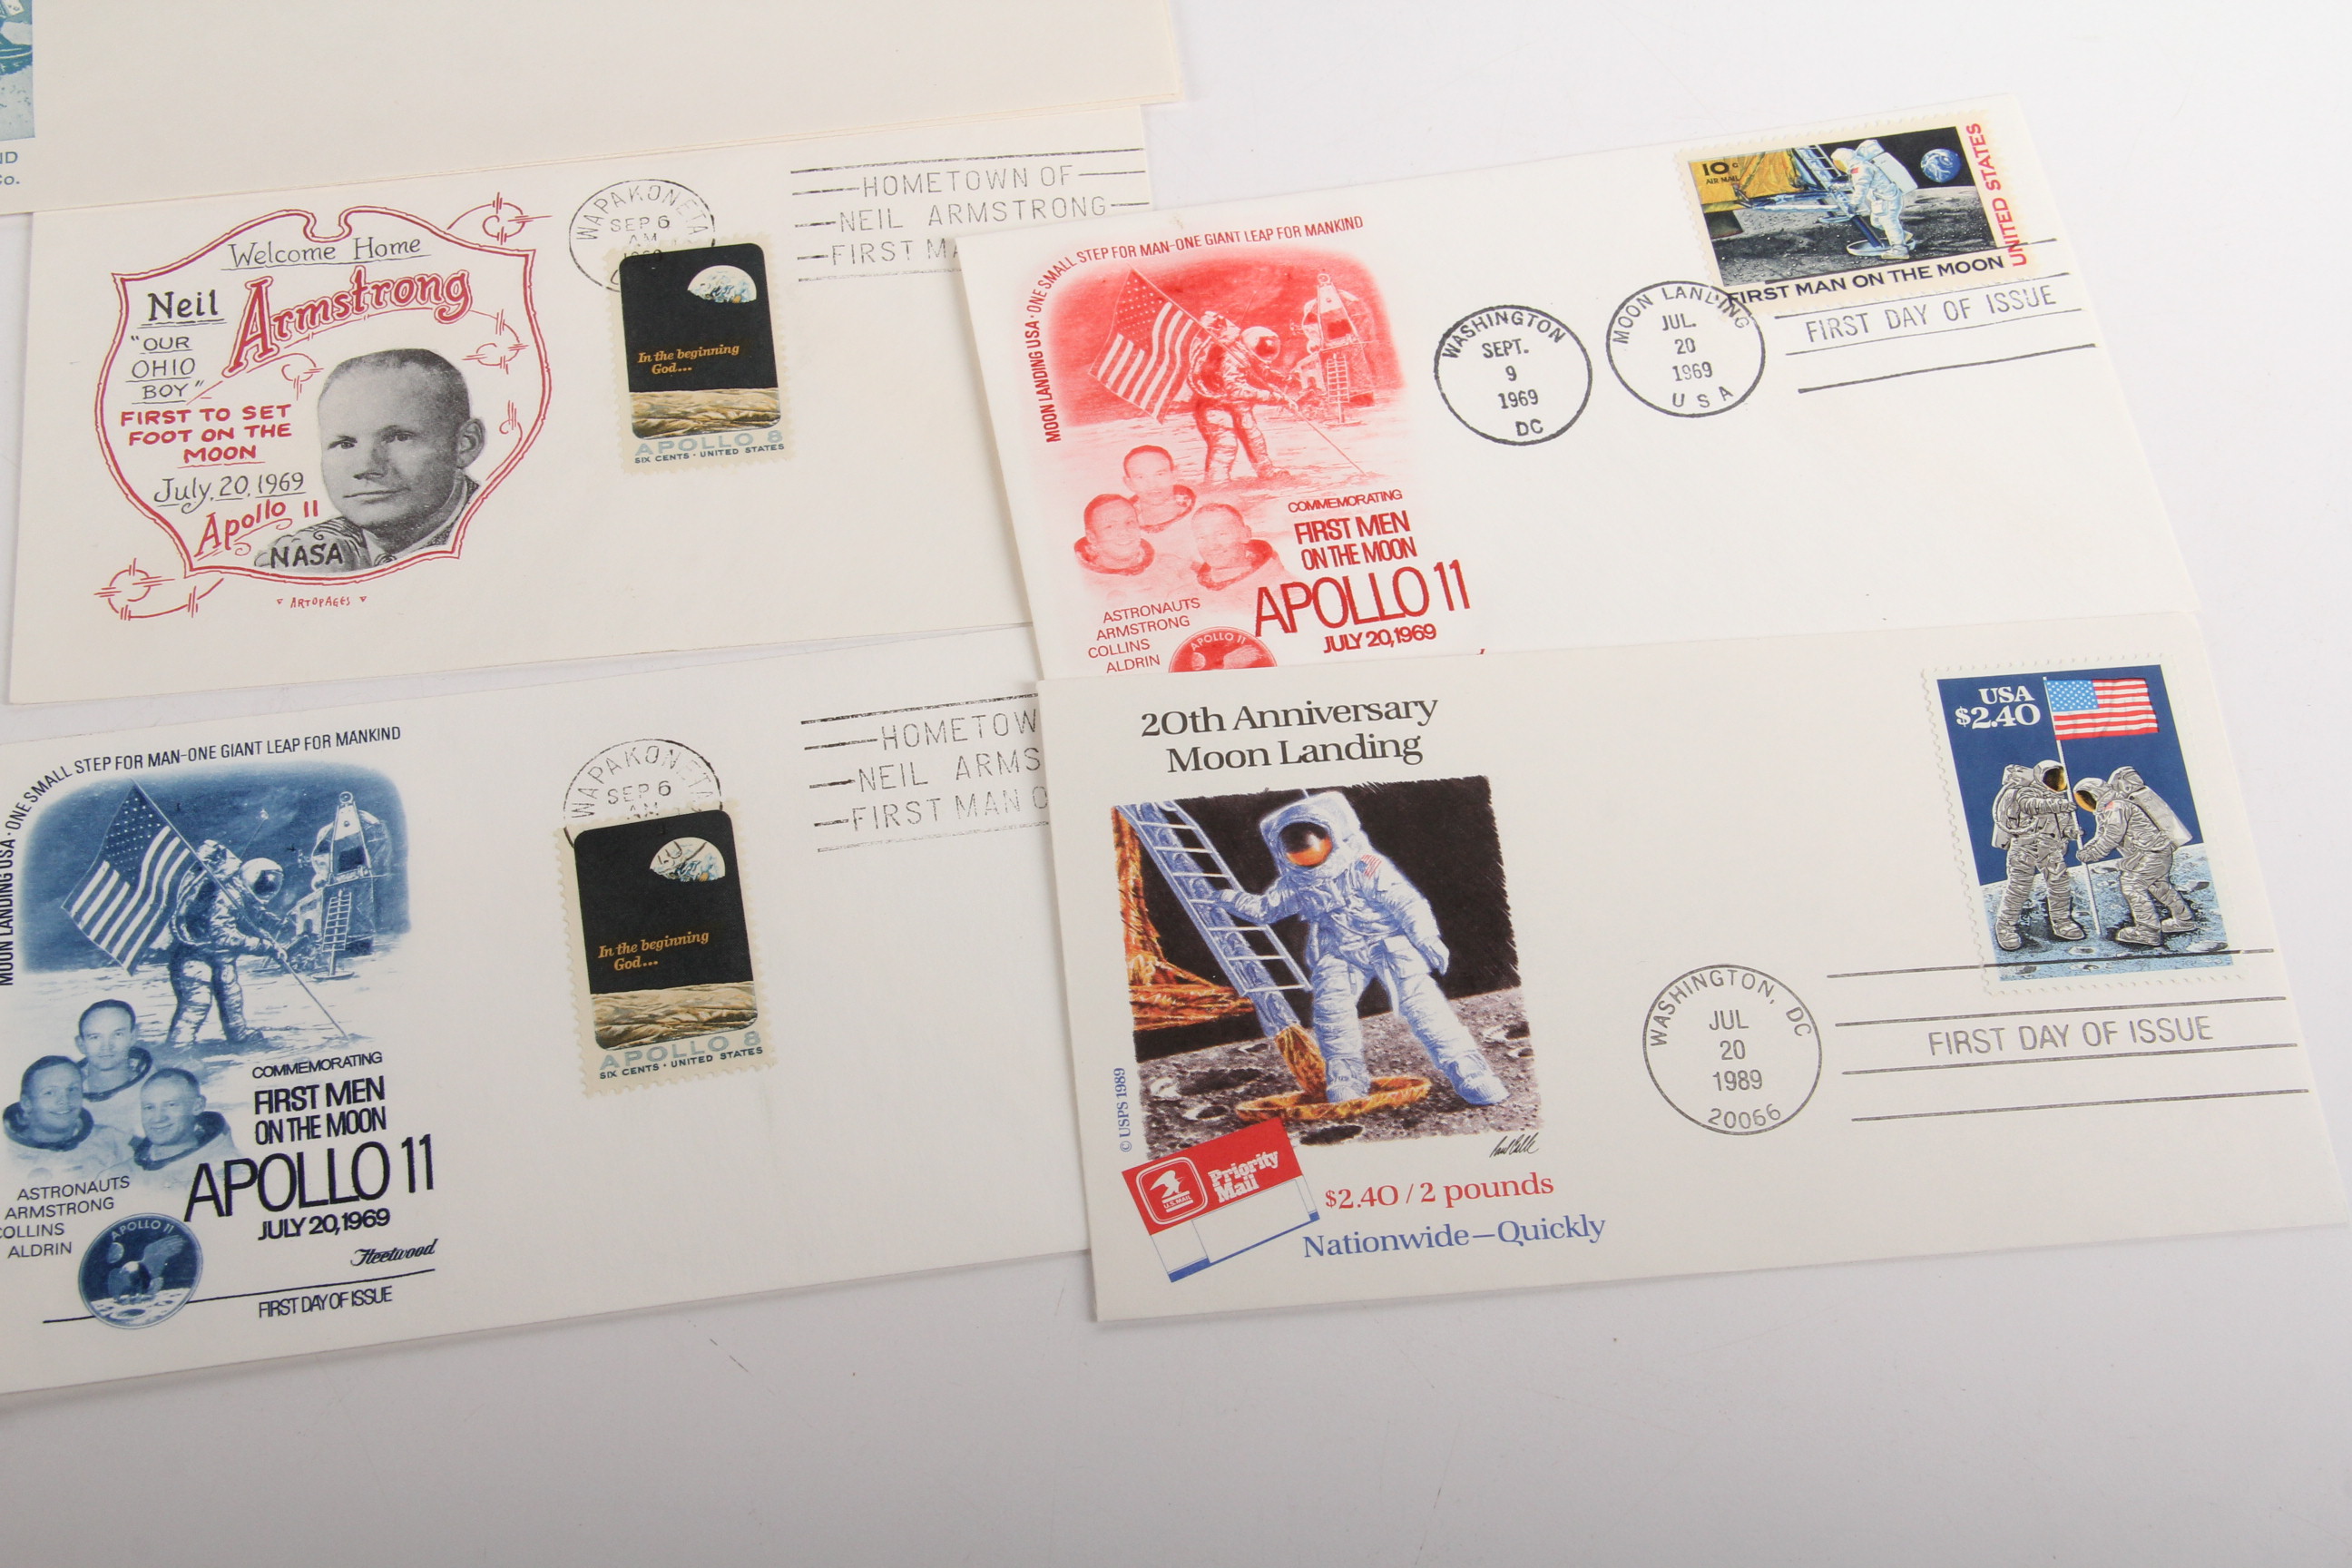 Co.
Welcome Home
Neil Armstrong
"OUR
OHIO
BOY"
FIRST TO SET
FOOT ON THE
MOON
July, 20, 1969
Apollo 11
NASA
ARTOPAGES
WAPAKONETA
SEP 6
AM
HOMETOWN OF
NEIL ARMSTRONG
FIRST
In the beginning
God...
APOLLO 8
SIX CENTS · UNITED STATES
MOON LANDING USA · ONE SMALL STEP FOR MAN-ONE GIANT LEAP FOR MANKIND
COMMEMORATING
FIRST MEN
ON THE MOON
APOLLO 11
JULY 20, 1969
ASTRONAUTS
ARMSTRONG
COLLINS
ALDRIN
APOLLO 11
WASHINGTON
SEPT.
9
1969
DC
MOON LANDING
JUL.
20
1969
USA
10c
AIR MAIL
UNITED STATES
FIRST MAN ON THE MOON
FIRST DAY OF ISSUE
MOON LANDING USA · ONE SMALL STEP FOR MAN-ONE GIANT LEAP FOR MANKIND
COMMEMORATING
FIRST MEN
ON THE MOON
APOLLO 11
JULY 20, 1969
ASTRONAUTS
ARMSTRONG
COLLINS
ALDRIN
APOLLO 11
Fleetwood
FIRST DAY OF ISSUE
WAPAKONETA
SEP 6
AM
HOMETOW
NEIL ARMS
FIRST MAN O
In the beginning
God...
APOLLO 8
SIX CENTS · UNITED STATES
20th Anniversary
Moon Landing
© USPS 1989
U.S. MAIL
Priority
Mail
$2.40 / 2 pounds
Nationwide—Quickly
WASHINGTON, DC
JUL
20
1989
20066
USA
$2.40
FIRST DAY OF ISSUE